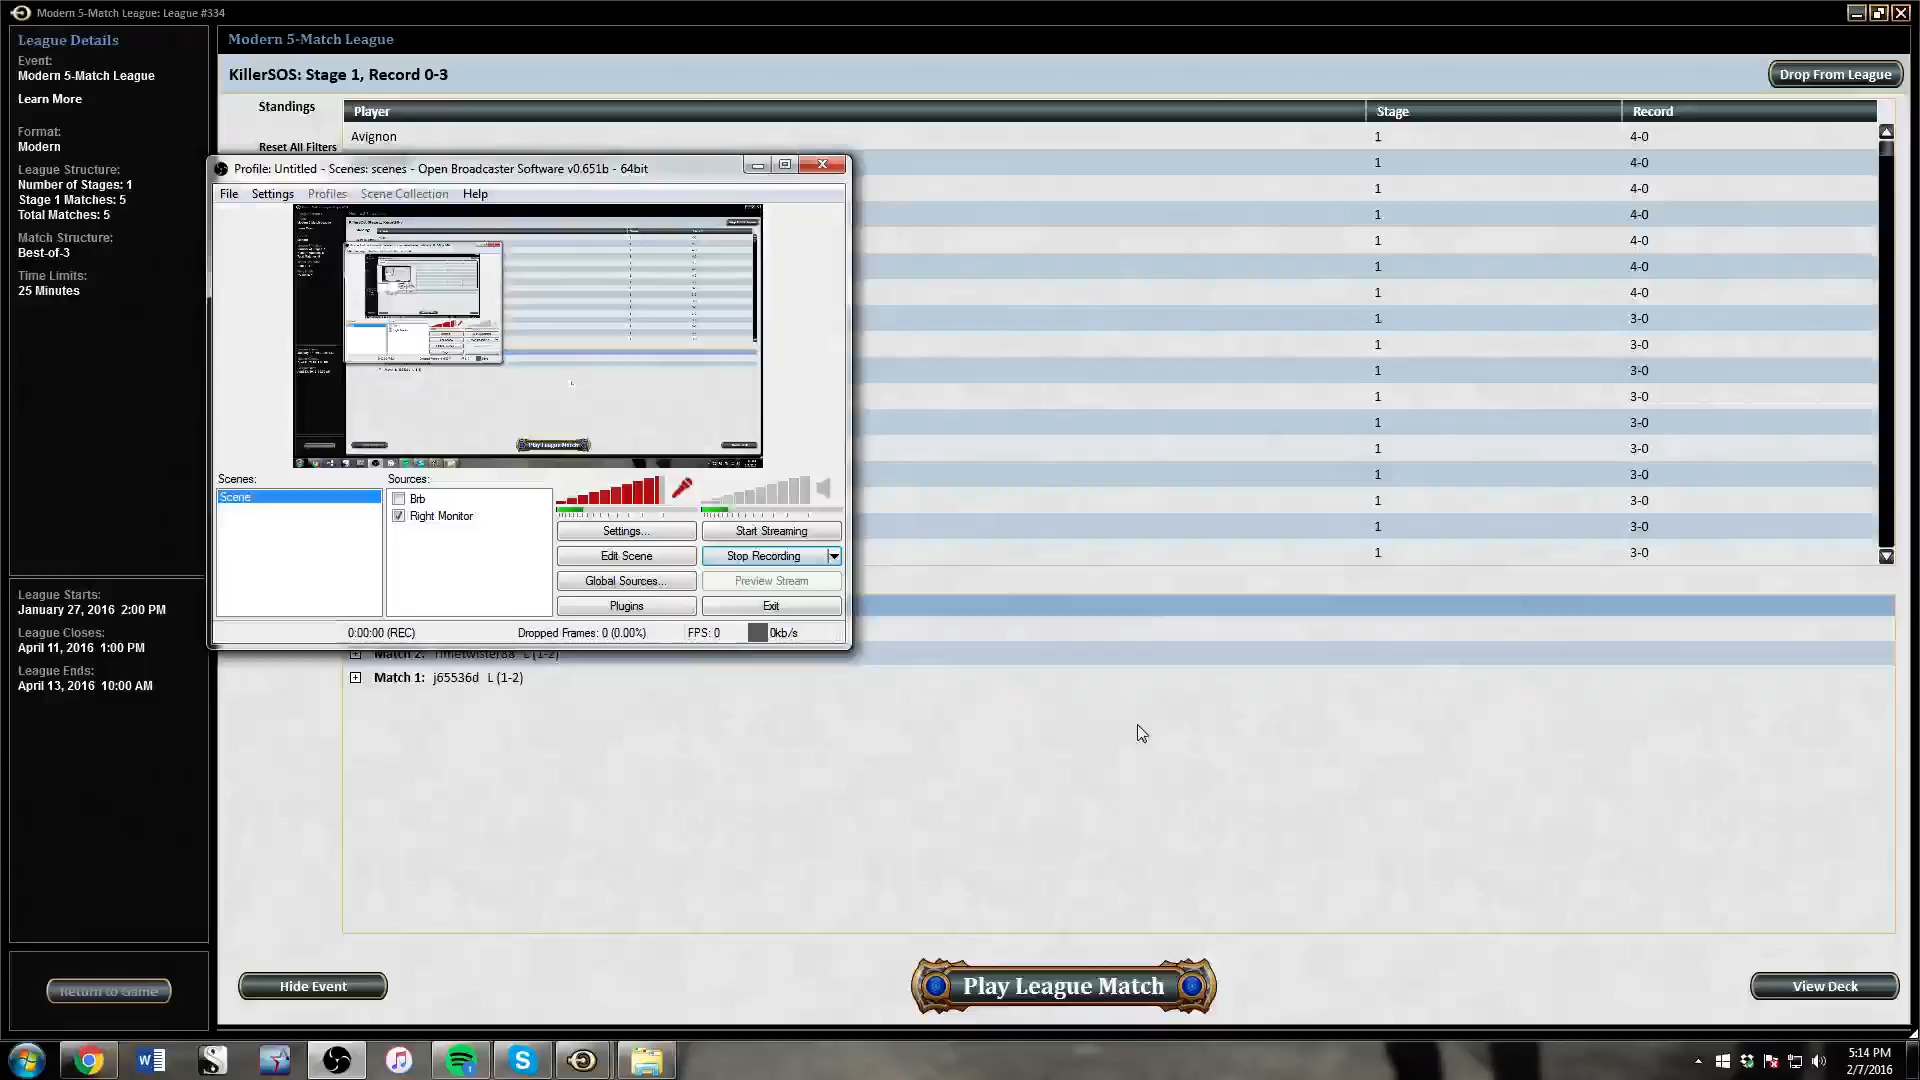 Modern 5-Match League: League #334
League Details
Event:
Modern 5-Match League
Learn More
Format:
Modern
League Structure:
Number of Stages: 1
Stage 1 Matches: 5
Total Matches: 5
Match Structure:
Best-of-3
Time Limits:
25 Minutes
League Starts:
January 27, 2016 2:00 PM
League Closes:
April 11, 2016 1:00 PM
League Ends:
April 13, 2016 10:00 AM
Return to Game
Modern 5-Match League
KillerSOS: Stage 1, Record 0-3
Drop From League
Standings
Reset All Filters
Player Stage Record
Avignon 1 4-0
1 4-0
1 4-0
1 4-0
1 4-0
1 4-0
1 4-0
1 3-0
1 3-0
1 3-0
1 3-0
1 3-0
1 3-0
1 3-0
1 3-0
1 3-0
1 3-0
Profile: Untitled - Scenes: scenes - Open Broadcaster Software v0.651b - 64bit
File Settings Profiles Scene Collection Help
Play League Match
Scenes:
Scene
Sources:
Brb
Right Monitor
Settings...
Start Streaming
Edit Scene
Stop Recording
Global Sources...
Preview Stream
Plugins
Exit
0:00:00 (REC)
Dropped Frames: 0 (0.00%)
FPS: 0
0kb/s
Match 2: Timetwister88 L (1-2)
Match 1: j65536d L (1-2)
Hide Event
Play League Match
View Deck
5:14 PM
2/7/2016